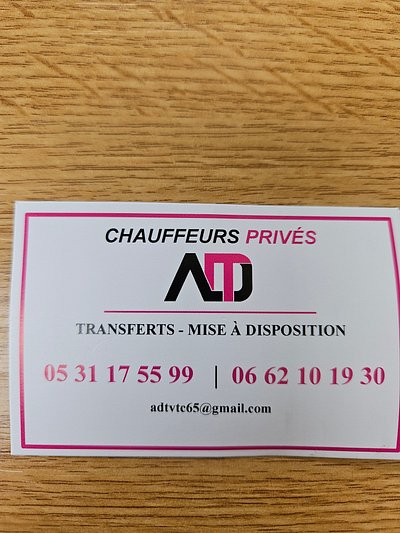 CHAUFFEURS PRIVÉS
ADT
TRANSFERTS - MISE À DISPOSITION
05 31 17 55 99 | 06 62 10 19 30
adtvtc65@gmail.com